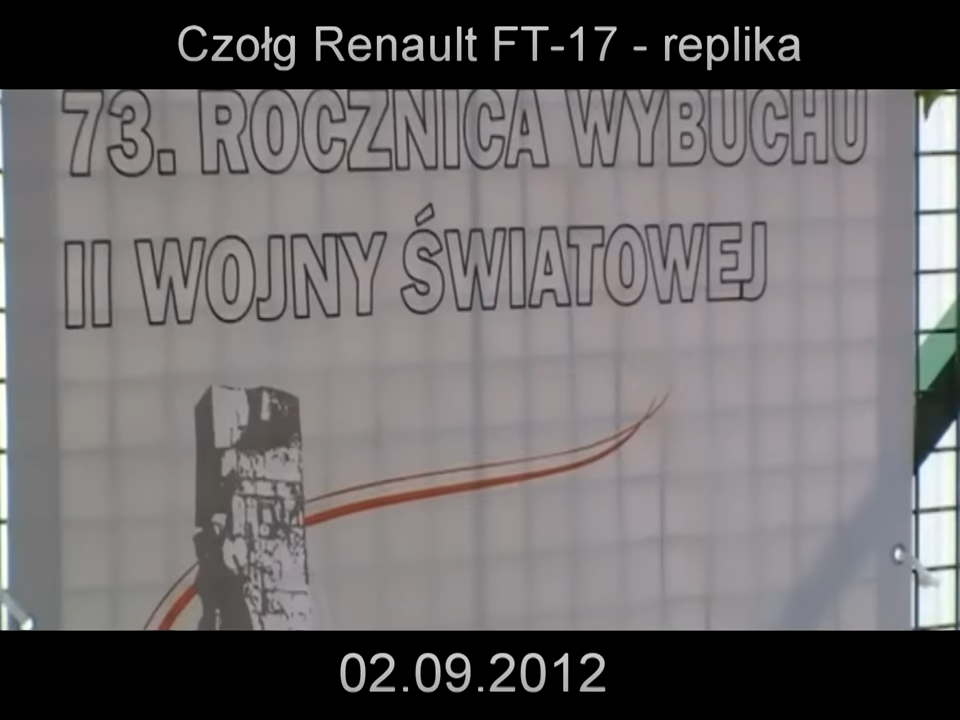 Czołg Renault FT-17 - replika
73. ROCZNICA WYBUCHU
II WOJNY ŚWIATOWEJ
02.09.2012